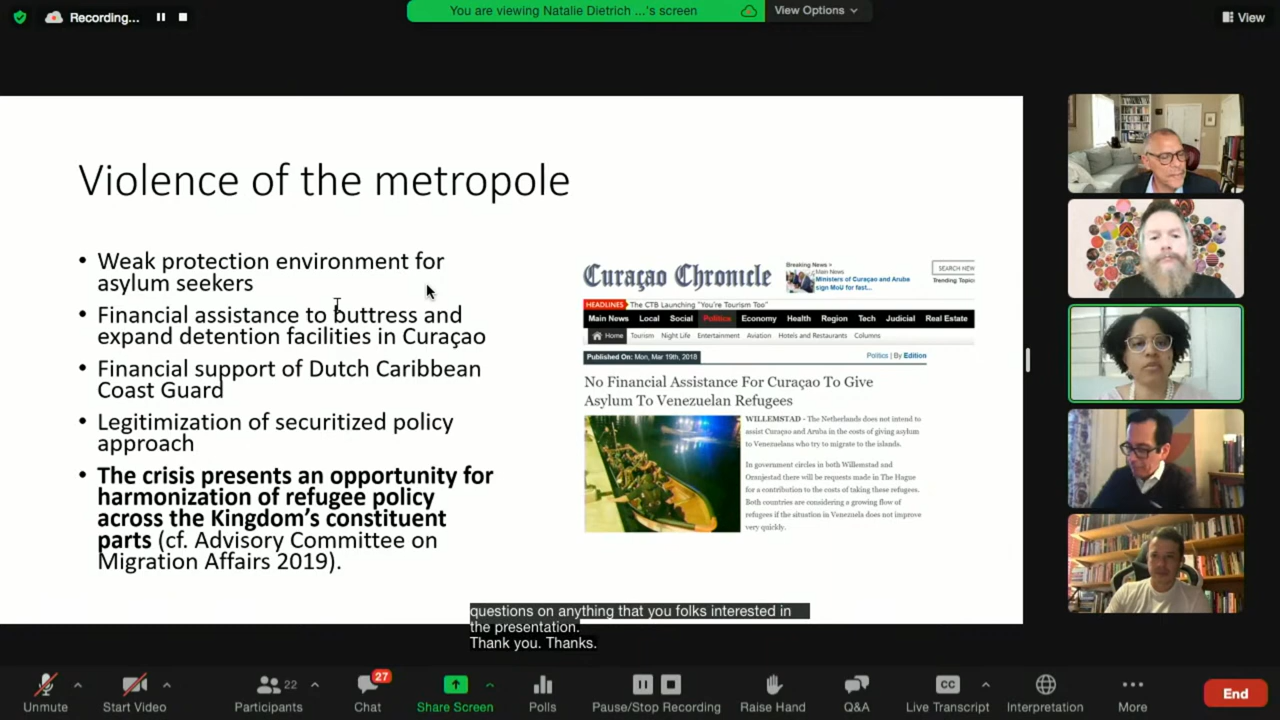 Recording...
You are viewing Natalie Dietrich ...'s screen
View Options
View
Violence of the metropole
• Weak protection environment for
asylum seekers
• Financial assistance to buttress and
expand detention facilities in Curaçao
• Financial support of Dutch Caribbean
Coast Guard
• Legitimization of securitized policy
approach
• The crisis presents an opportunity for
harmonization of refugee policy
across the Kingdom's constituent
parts (cf. Advisory Committee on
Migration Affairs 2019).
Curaçao Chronicle
Breaking News >
Main News
Ministers of Curaçao and Aruba
sign MoU for fast...
SEARCH NEW
Trending Topic
HEADLINES The CTB Launching "You're Tourism Too"
Main News Local Social Politics Economy Health Region Tech Judicial Real Estate
Home Tourism Night Life Entertainment Aviation Hotels and Restaurants Columns
Published On: Mon, Mar 19th, 2018
Politics | By Edition
No Financial Assistance For Curaçao To Give
Asylum To Venezuelan Refugees
WILLEMSTAD - The Netherlands does not intend to
assist Curaçao and Aruba in the costs of giving asylum
to Venezuelans who try to migrate to the islands.
In government circles in both Willemstad and
Oranjestad there will be requests made in The Hague
for a contribution to the costs of taking these refugees.
Both countries are considering a growing flow of
refugees if the situation in Venezuela does not improve
very quickly.
questions on anything that you folks interested in
the presentation.
Thank you. Thanks.
Unmute
Start Video
22
Participants
27
Chat
Share Screen
Polls
Pause/Stop Recording
Raise Hand
Q&A
CC
Live Transcript
Interpretation
More
End